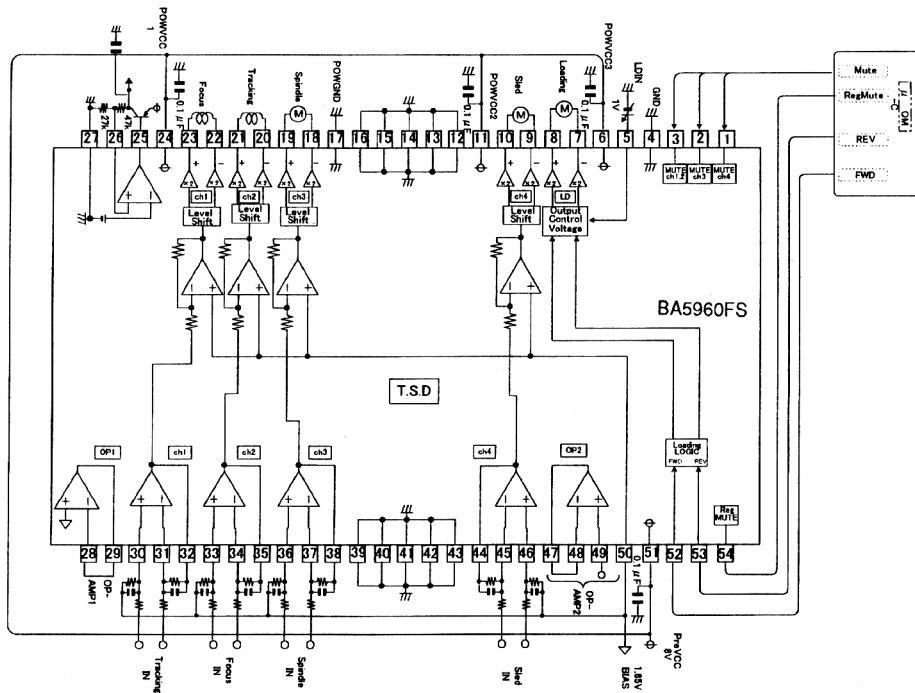 POWVCC
1
27k
47k
0.1μF
Focus
Tracking
Spindle
M
POWGND
POWVCC2
0.1μF
Sled
M
Loading
M
0.1μF
POWVCC3
LDIN
1V
GND
Mute
RegMute
REV
FWD
27
26
25
24
23
22
21
20
19
18
17
16
15
14
13
12
11
10
9
8
7
6
5
4
3
2
1
MUTE
ch1,2
MUTE
ch3
MUTE
ch4
ch1
Level
Shift
ch2
Level
Shift
ch3
Level
Shift
ch4
Level
Shift
LD
Output
Control
Voltage
BA5960FS
T.S.D
OP1
ch1
ch2
ch3
ch4
OP2
Loading
LOGIC
FWD REV
Reg
MUTE
28
29
30
31
32
33
34
35
36
37
38
39
40
41
42
43
44
45
46
47
48
49
50
51
52
53
54
OP-
AMP1
OP-
AMP2
0.1μF
Tracking
IN
Focus
IN
Spindle
IN
Sled
IN
1.85V
BIAS
PreVCC
8V